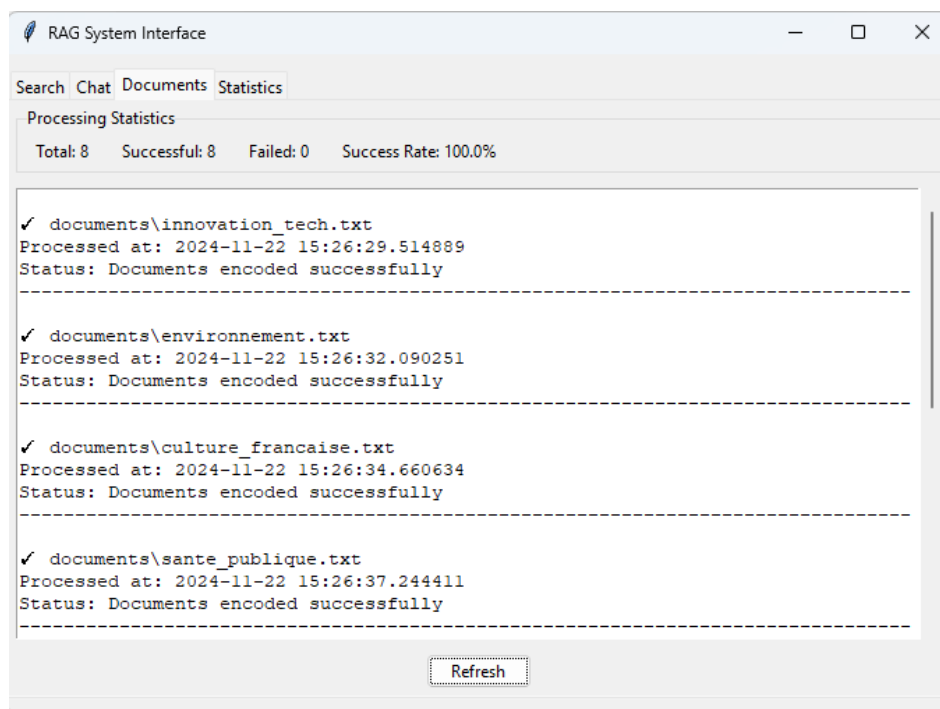 RAG System Interface
Search Chat Documents Statistics
Processing Statistics
Total: 8 Successful: 8 Failed: 0 Success Rate: 100.0%
✓ documents\innovation_tech.txt
Processed at: 2024-11-22 15:26:29.514889
Status: Documents encoded successfully
--------------------------------------------------------------------------------
✓ documents\environnement.txt
Processed at: 2024-11-22 15:26:32.090251
Status: Documents encoded successfully
--------------------------------------------------------------------------------
✓ documents\culture_francaise.txt
Processed at: 2024-11-22 15:26:34.660634
Status: Documents encoded successfully
--------------------------------------------------------------------------------
✓ documents\sante_publique.txt
Processed at: 2024-11-22 15:26:37.244411
Status: Documents encoded successfully
--------------------------------------------------------------------------------
Refresh